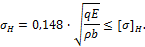 σ_H = 0,148 · √(qE/ρb) ≤ [σ]_H.